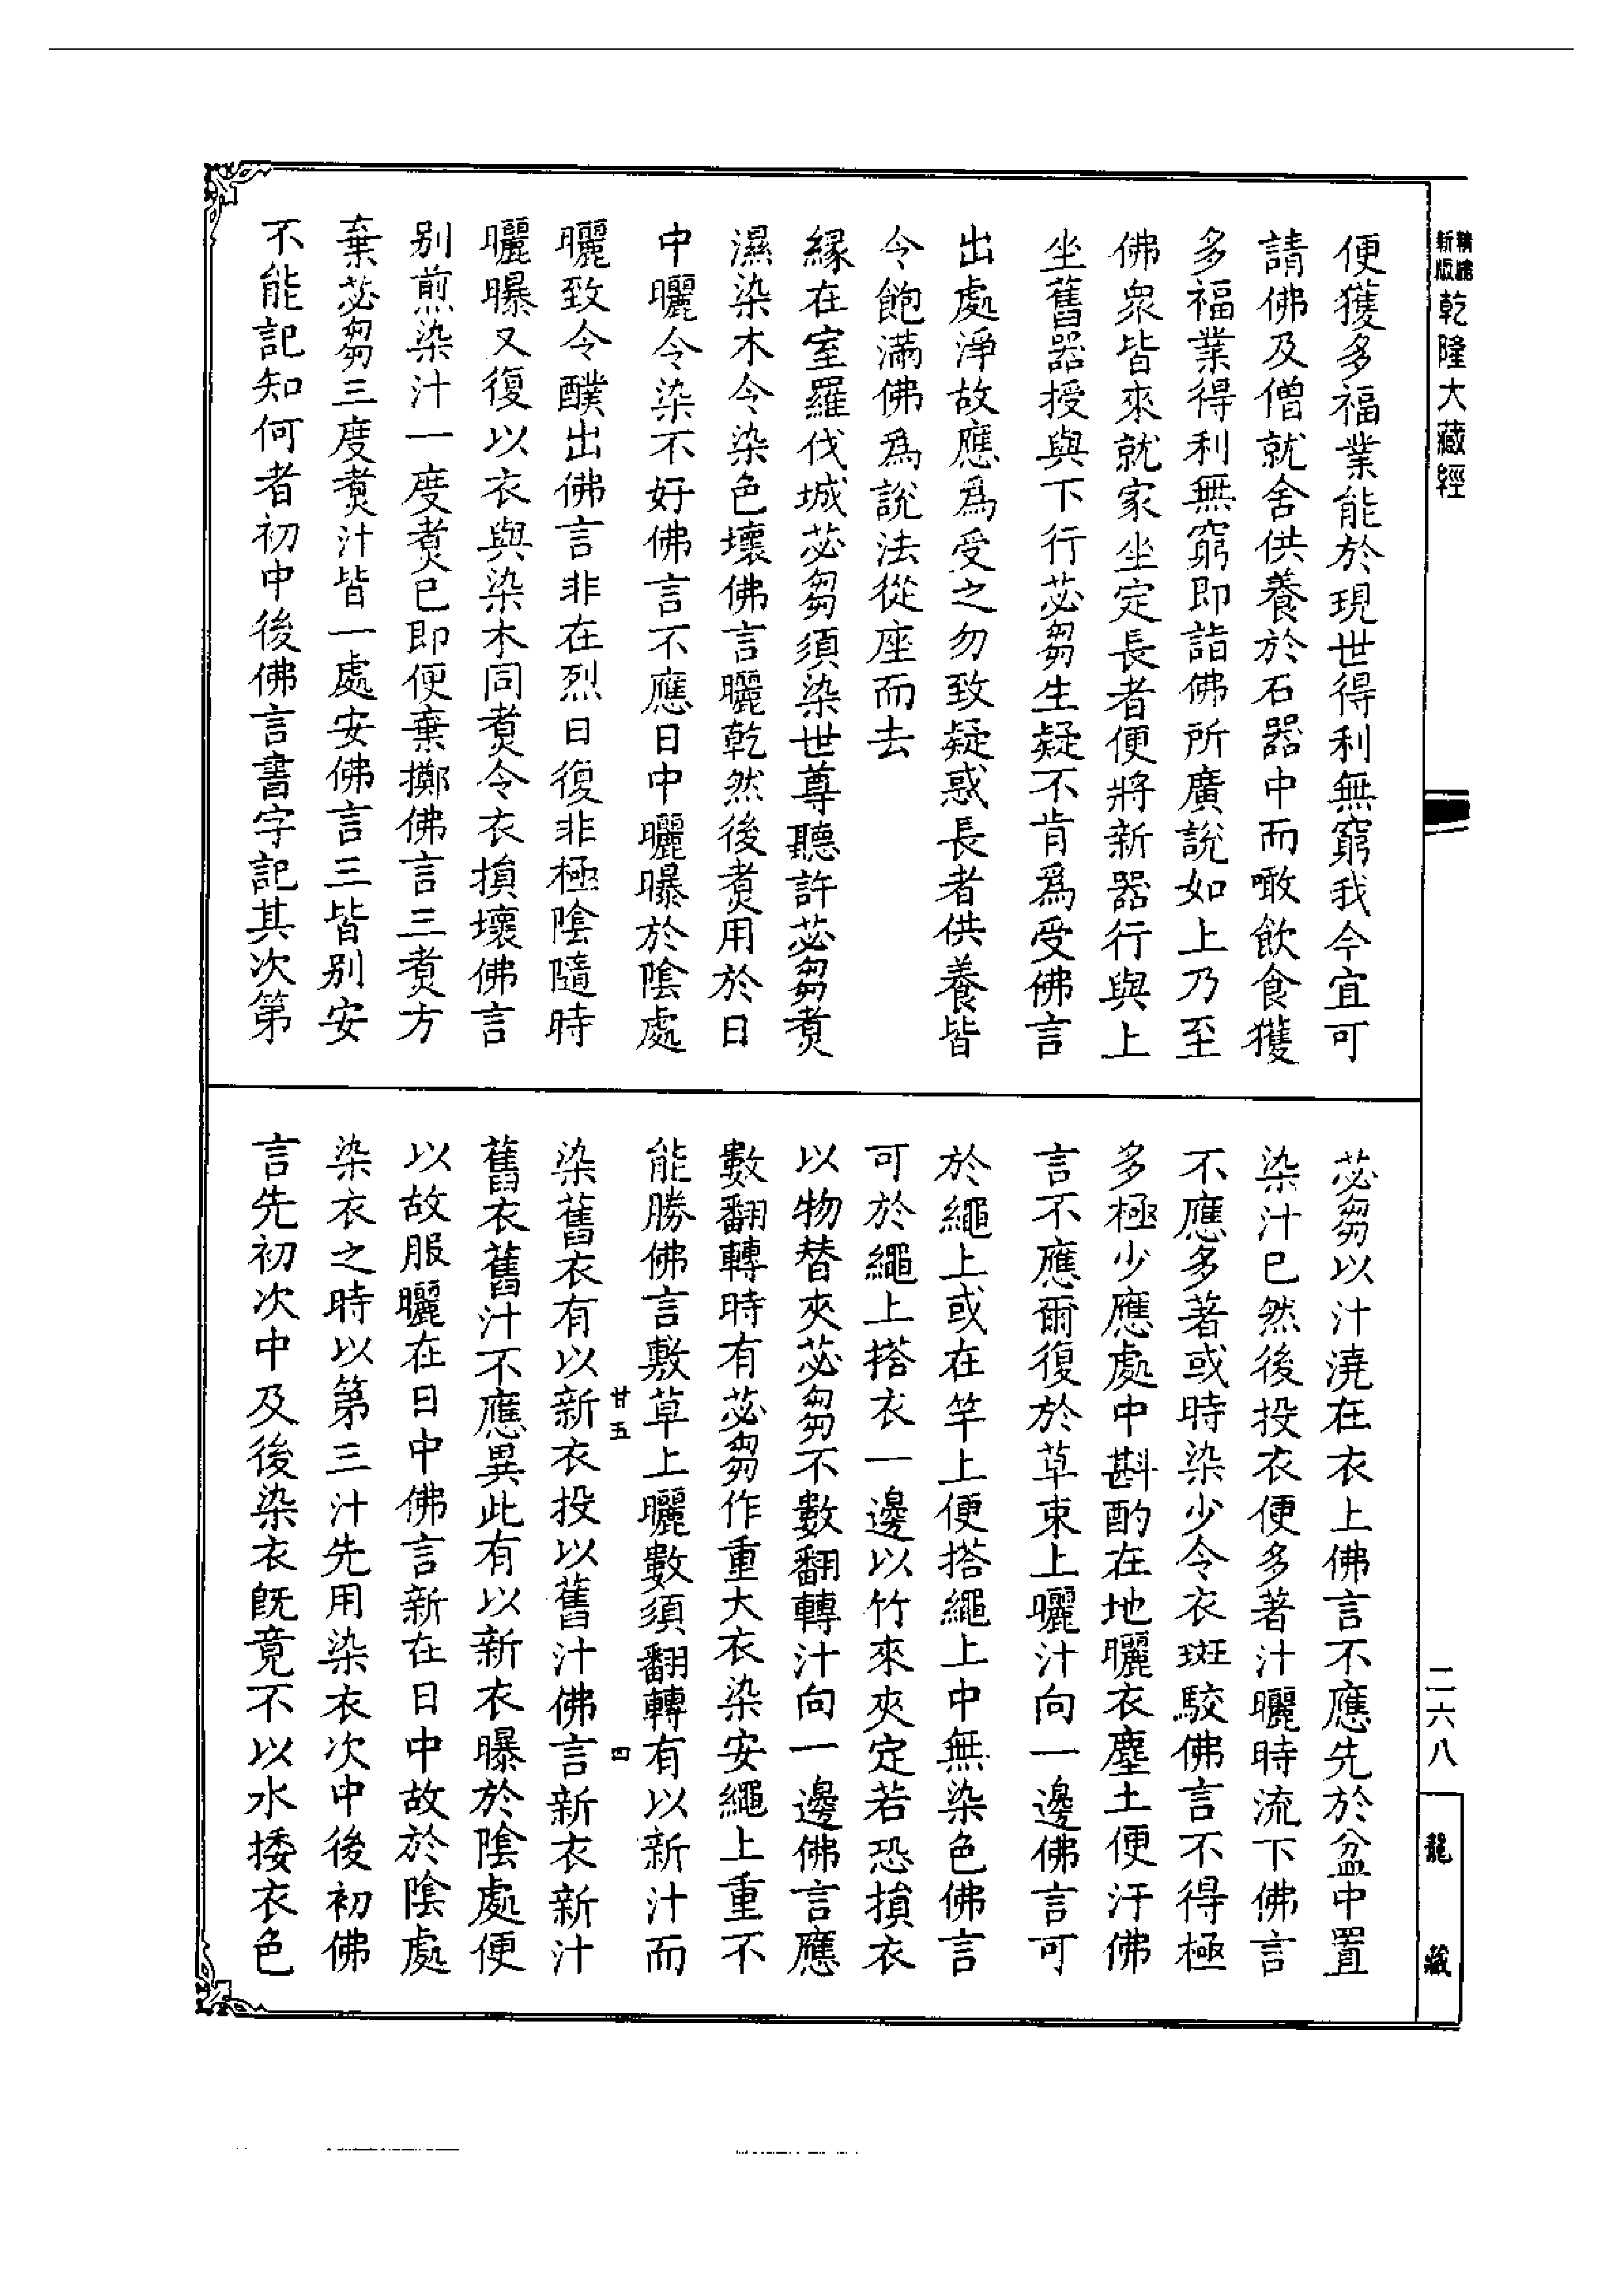 新版
乾隆大藏經
便獲多福業能於現世得利無窮我今宜可
請佛及僧就舍供養於石器中而噉飲食獲
多福業得利無窮即詣佛所廣說如上乃至
佛眾皆來就家坐定長者便將新器行與上
坐舊器授與下行苾芻生疑不肯爲受佛言
出處淨故應爲受之勿致疑惑長者供養皆
令飽滿佛爲說法從座而去
緣在室羅伐城苾芻須染世尊聽許苾芻煑
濕染木令染色壞佛言曬乾然後煑用於日
中曬令染不好佛言不應日中曬曝於陰處
曬致令醭出佛言非在烈日復非極陰隨時
曬曝又復以衣與染木同煑令衣損壞佛言
別煎染汁一度煑已即便棄擲佛言三煑方
棄苾芻三度煑汁皆一處安佛言三皆別安
不能記知何者初中後佛言書字記其次第
苾芻以汁澆在衣上佛言不應先於盆中置
染汁已然後投衣便多著汁曬時流下佛言
不應多著或時染少令衣斑駮佛言不得極
多極少應處中斟酌在地曬衣塵土便汙佛
言不應爾復於草束上曬汁向一邊佛言可
於繩上或在竿上便搭繩上中無染色佛言
可於繩上搭衣一邊以竹來夾定若恐損衣
以物替夾苾芻不數翻轉汁向一邊佛言應
數翻轉時有苾芻作重大衣染安繩上重不
能勝佛言敷草上曬數須翻轉有以新汁而
廿五
四
染舊衣有以新衣投以舊汁佛言新衣新汁
舊衣舊汁不應異此有以新衣曝於陰處便
以故服曬在日中佛言新在日中故於陰處
染衣之時以第三汁先用染衣次中後初佛
言先初次中及後染衣既竟不以水捼衣色
二六八
龍藏